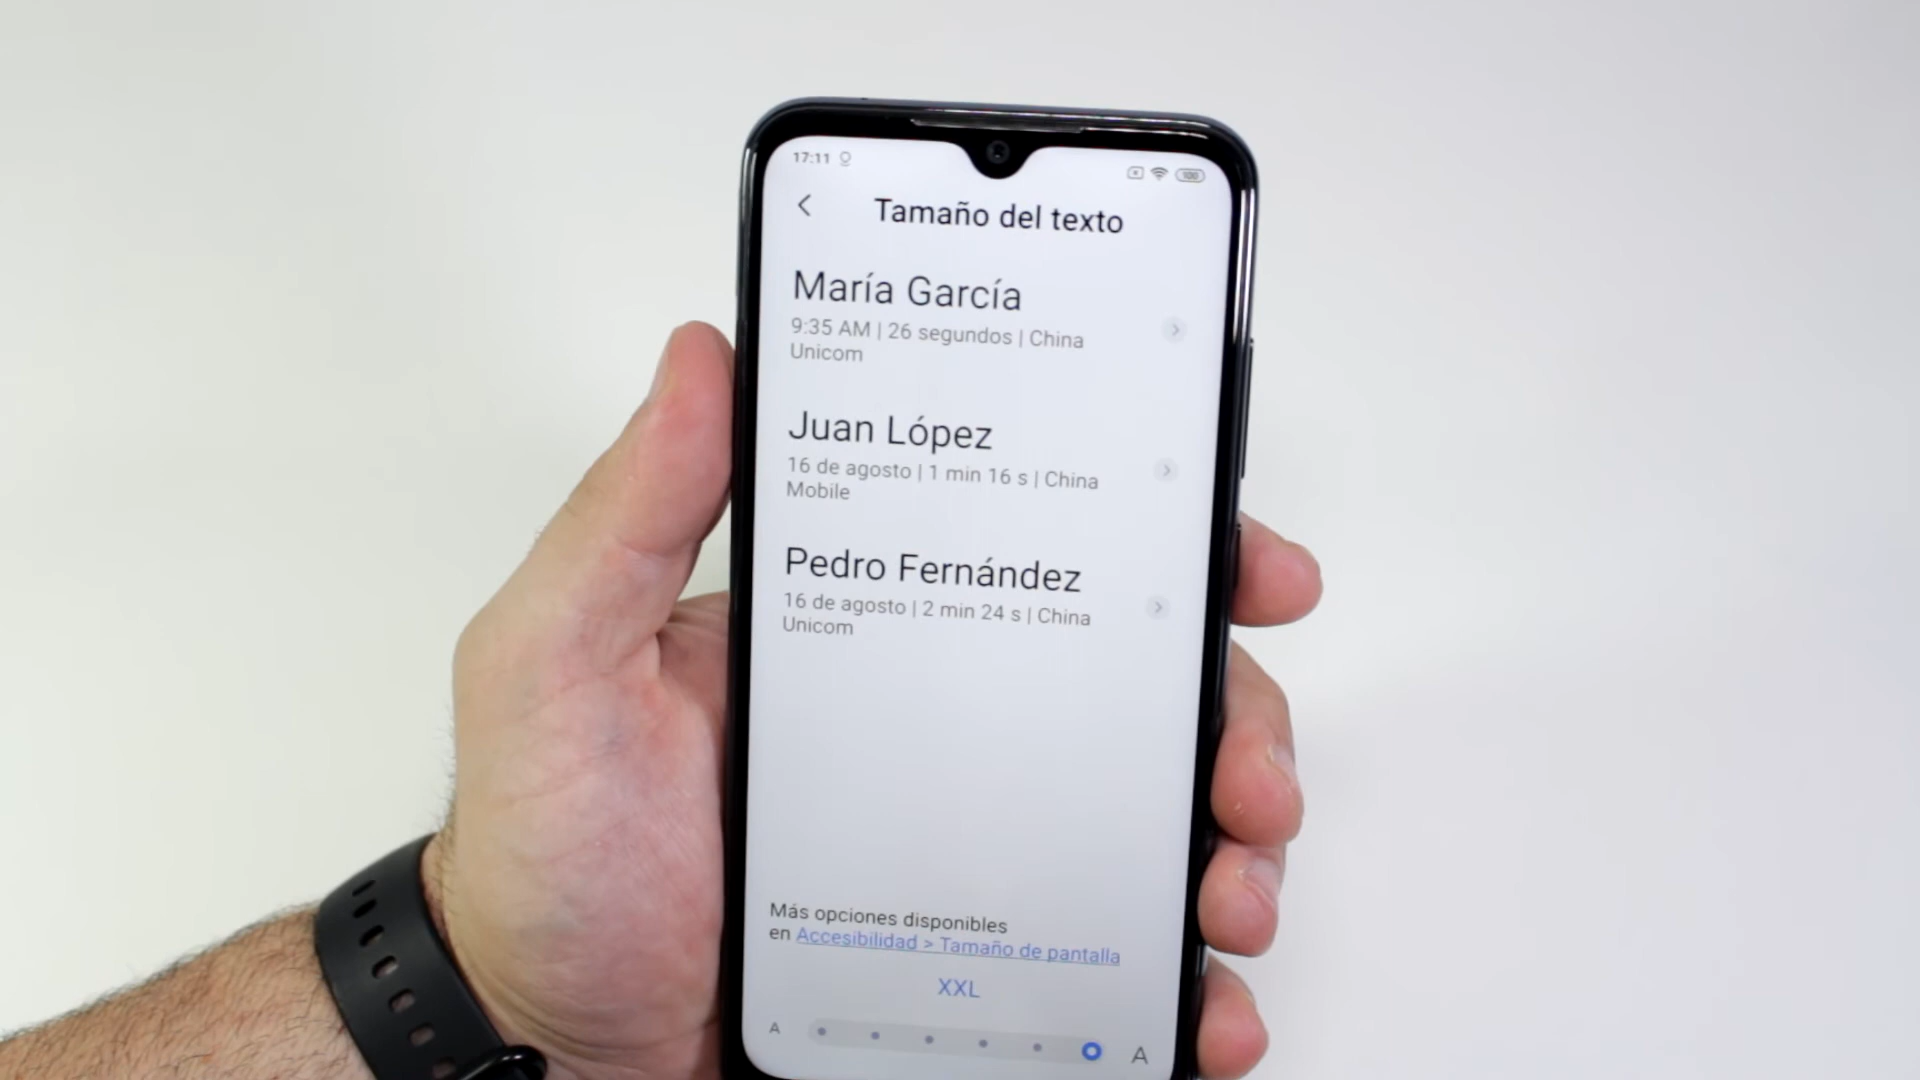 17:11
100
Tamaño del texto
María García
9:35 AM | 26 segundos | China
Unicom
Juan López
16 de agosto | 1 min 16 s | China
Mobile
Pedro Fernández
16 de agosto | 2 min 24 s | China
Unicom
Más opciones disponibles
en Accesibilidad > Tamaño de pantalla
XXL
A A